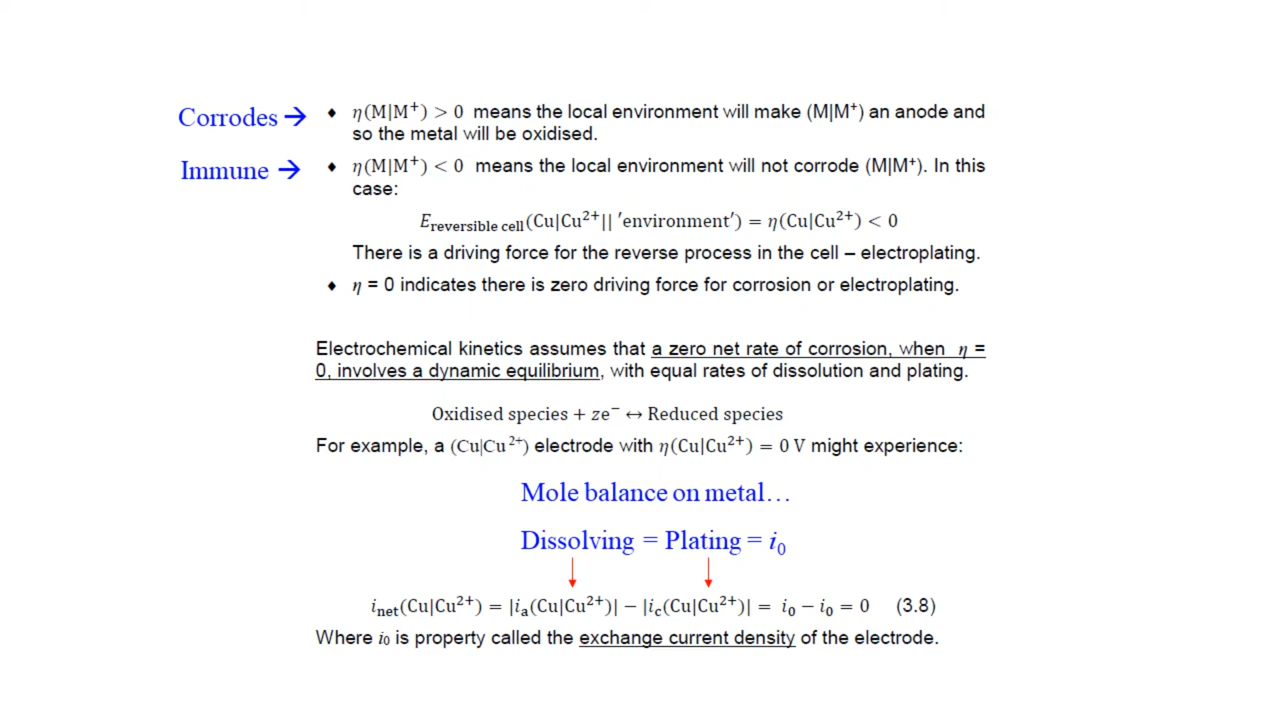 Corrodes →
♦ η(M|M⁺) > 0 means the local environment will make (M|M⁺) an anode and
so the metal will be oxidised.
Immune →
♦ η(M|M⁺) < 0 means the local environment will not corrode (M|M⁺). In this
case:
E_reversible cell(Cu|Cu²⁺|| 'environment') = η(Cu|Cu²⁺) < 0
There is a driving force for the reverse process in the cell – electroplating.
♦ η = 0 indicates there is zero driving force for corrosion or electroplating.
Electrochemical kinetics assumes that a zero net rate of corrosion, when η =
0, involves a dynamic equilibrium, with equal rates of dissolution and plating.
Oxidised species + ze⁻ ↔ Reduced species
For example, a (Cu|Cu²⁺) electrode with η(Cu|Cu²⁺) = 0 V might experience:
Mole balance on metal…
Dissolving = Plating = i₀
i_net(Cu|Cu²⁺) = |i_a(Cu|Cu²⁺)| − |i_c(Cu|Cu²⁺)| = i₀ − i₀ = 0 (3.8)
Where i₀ is property called the exchange current density of the electrode.